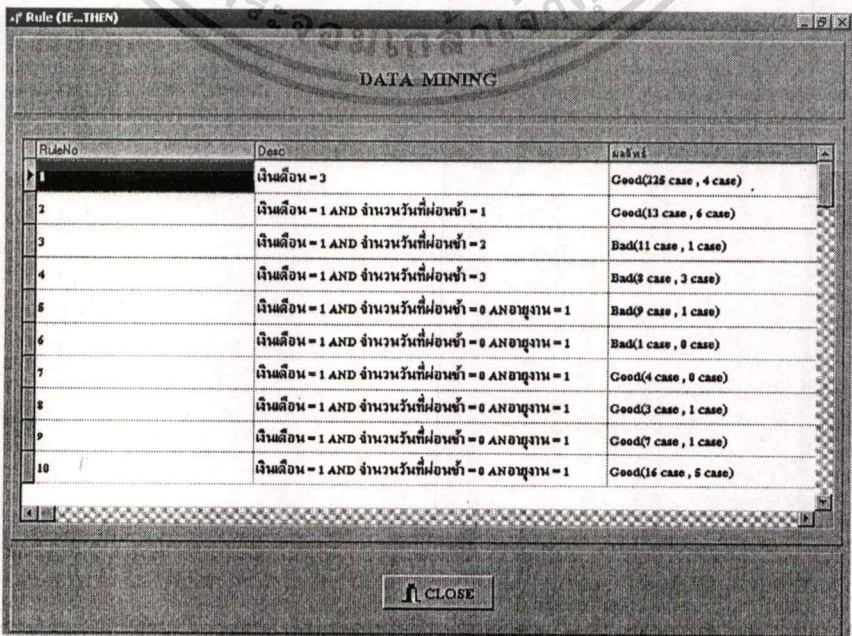 Rule (IF...THEN)
DATA MINING
RuleNo Desc ผลลัพธ์
1 เงินเดือน = 3 Good(225 case , 4 case)
2 เงินเดือน = 1 AND จำนวนวันที่ผ่อนช้า = 1 Good(13 case , 6 case)
3 เงินเดือน = 1 AND จำนวนวันที่ผ่อนช้า = 2 Bad(11 case , 1 case)
4 เงินเดือน = 1 AND จำนวนวันที่ผ่อนช้า = 3 Bad(8 case , 3 case)
5 เงินเดือน = 1 AND จำนวนวันที่ผ่อนช้า = 0 ANอายุงาน = 1 Bad(9 case , 1 case)
6 เงินเดือน = 1 AND จำนวนวันที่ผ่อนช้า = 0 ANอายุงาน = 1 Bad(1 case , 0 case)
7 เงินเดือน = 1 AND จำนวนวันที่ผ่อนช้า = 0 ANอายุงาน = 1 Good(4 case , 0 case)
8 เงินเดือน = 1 AND จำนวนวันที่ผ่อนช้า = 0 ANอายุงาน = 1 Good(3 case , 1 case)
9 เงินเดือน = 1 AND จำนวนวันที่ผ่อนช้า = 0 ANอายุงาน = 1 Good(7 case , 1 case)
10 เงินเดือน = 1 AND จำนวนวันที่ผ่อนช้า = 0 ANอายุงาน = 1 Good(16 case , 5 case)
CLOSE